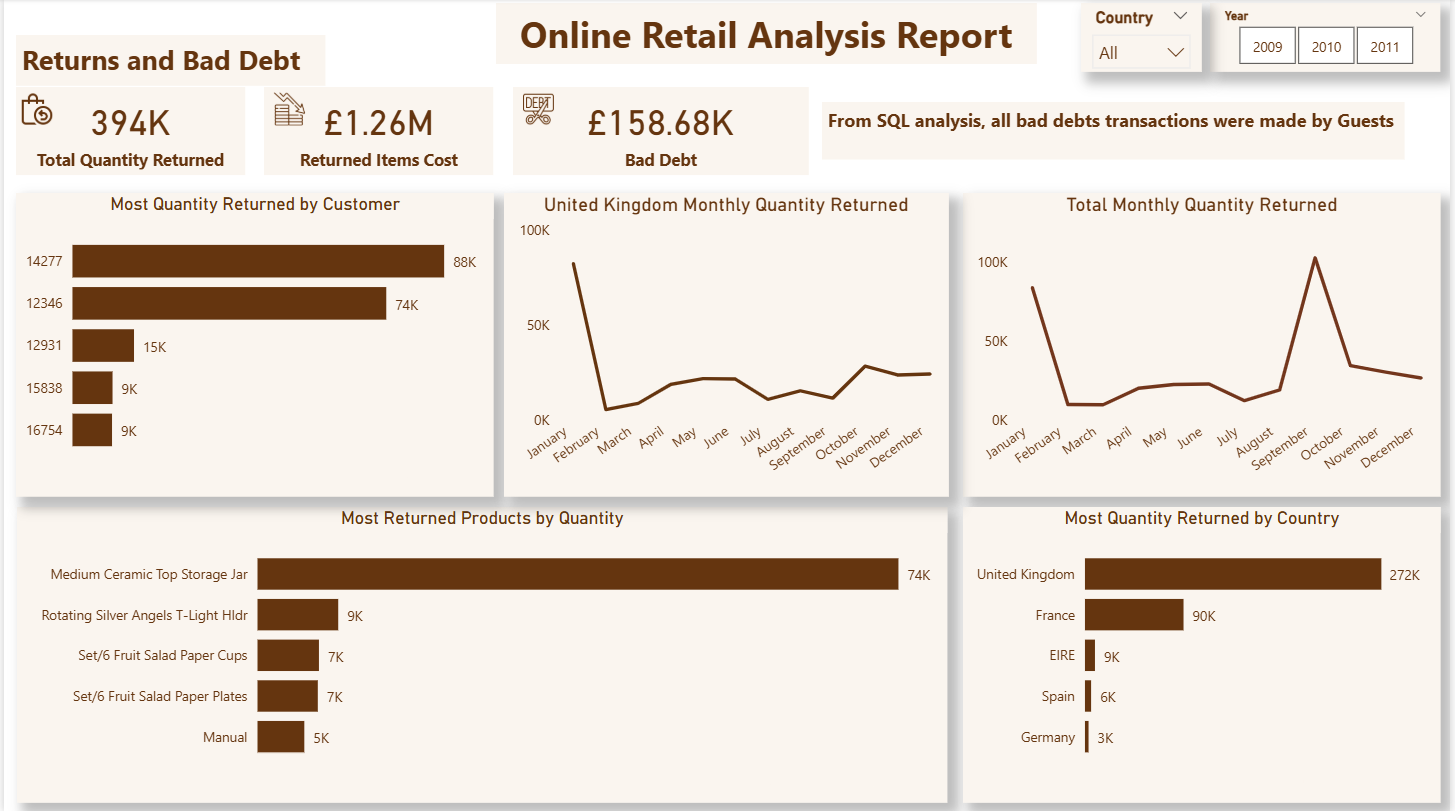 Online Retail Analysis Report
Country
All
Year
2009 2010 2011
Returns and Bad Debt
394K
Total Quantity Returned
£1.26M
Returned Items Cost
DEBT
£158.68K
Bad Debt
From SQL analysis, all bad debts transactions were made by Guests
Most Quantity Returned by Customer
14277 88K
12346 74K
12931 15K
15838 9K
16754 9K
United Kingdom Monthly Quantity Returned
100K
50K
0K
January February March April May June July August September October November December
Total Monthly Quantity Returned
100K
50K
0K
January February March April May June July August September October November December
Most Returned Products by Quantity
Medium Ceramic Top Storage Jar 74K
Rotating Silver Angels T-Light Hldr 9K
Set/6 Fruit Salad Paper Cups 7K
Set/6 Fruit Salad Paper Plates 7K
Manual 5K
Most Quantity Returned by Country
United Kingdom 272K
France 90K
EIRE 9K
Spain 6K
Germany 3K